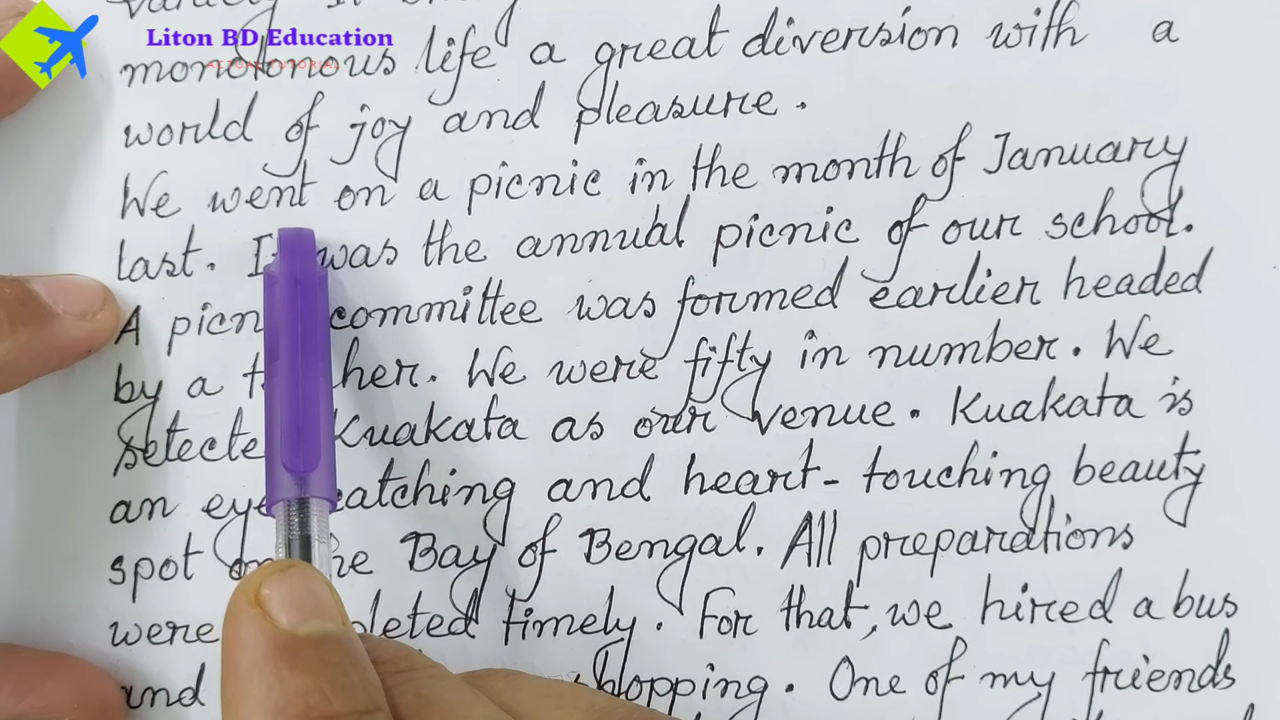 Liton BD Education
monotonous life a great diversion with a
world of joy and pleasure.
We went on a picnic in the month of January
last. It was the annual picnic of our school.
A picnic committee was formed earlier headed
by a teacher. We were fifty in number. We
selected Kuakata as our venue. Kuakata is
an eye catching and heart-touching beauty
spot on the Bay of Bengal. All preparations
were completed timely. For that, we hired a bus
and shopping. One of my friends